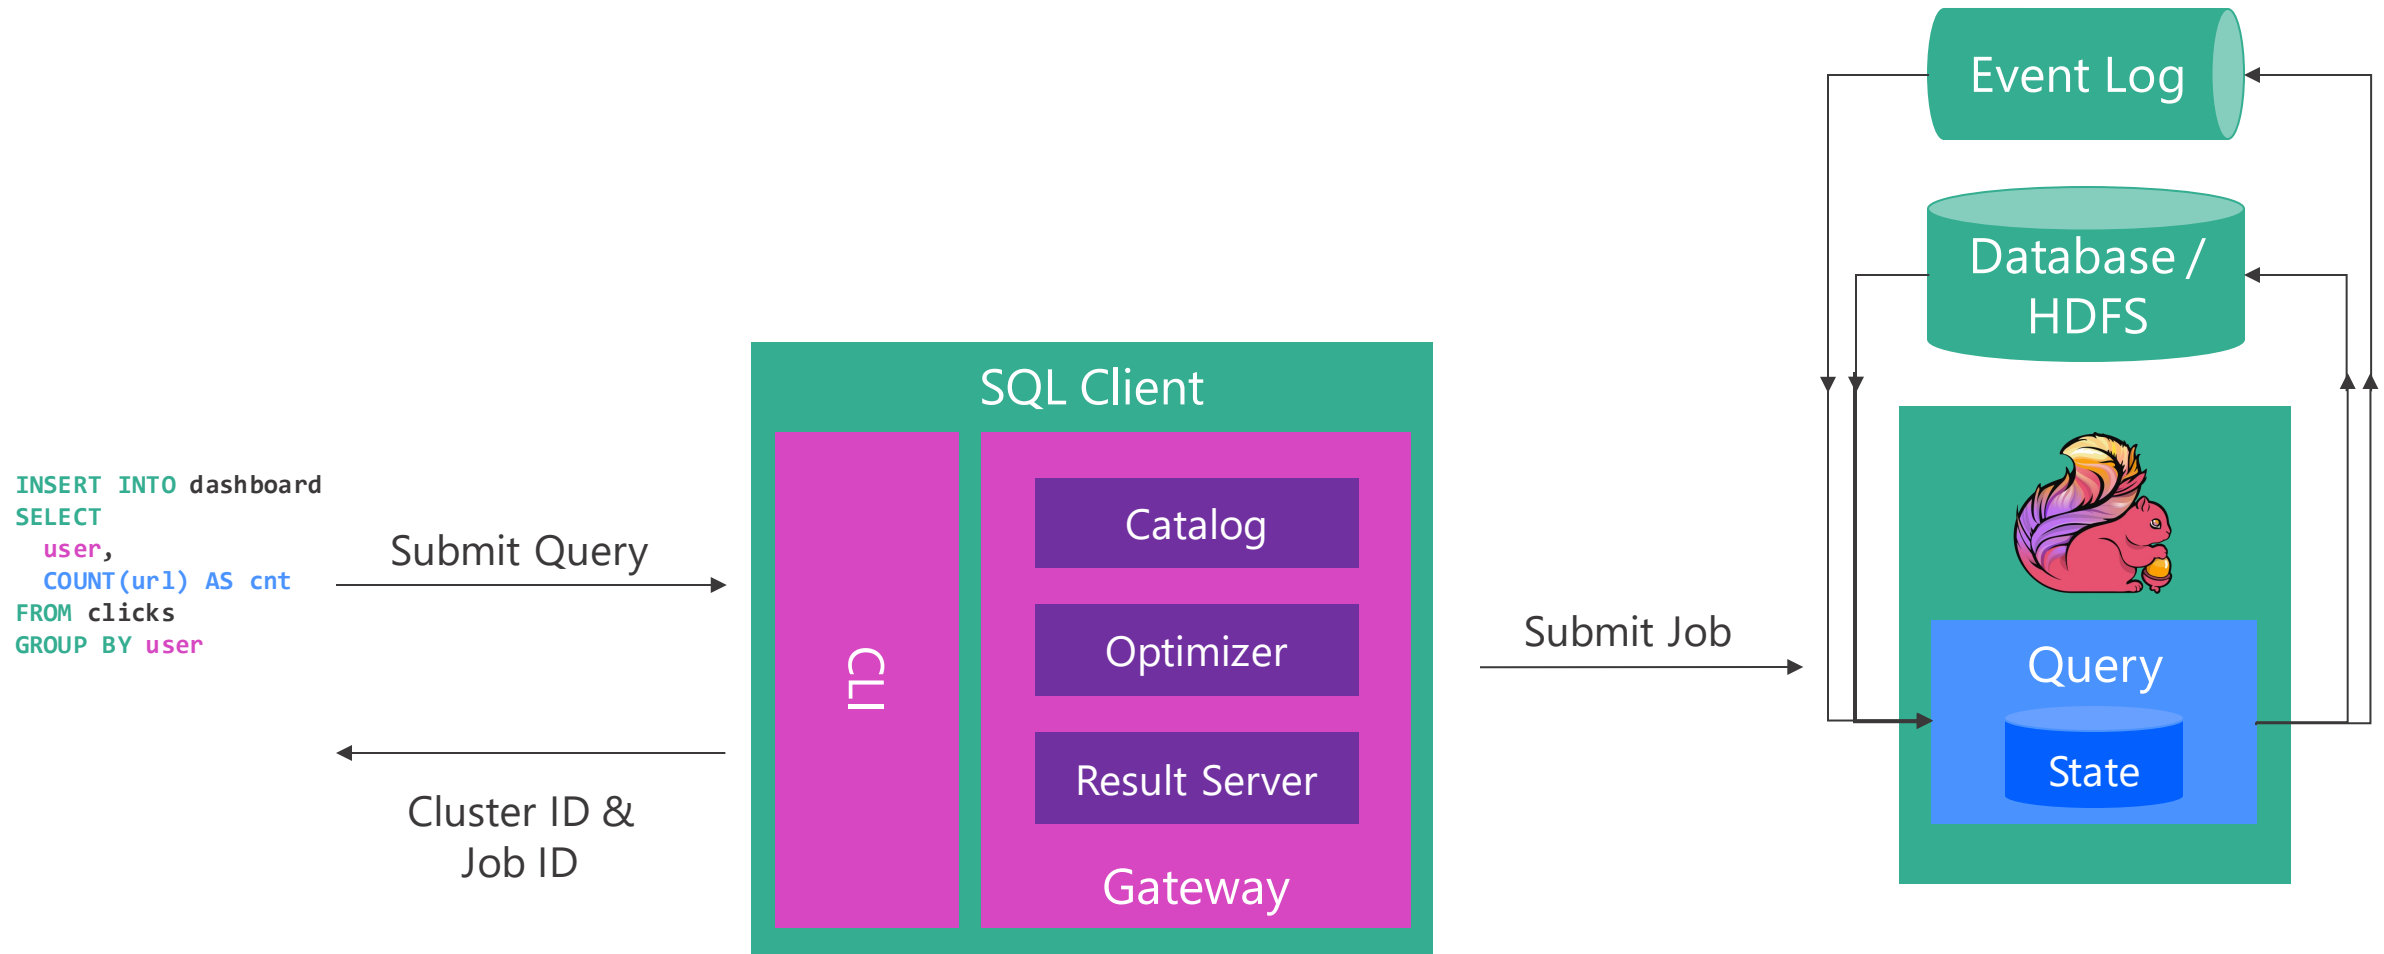 INSERT INTO dashboard
SELECT
  user,
  COUNT(url) AS cnt
FROM clicks
GROUP BY user
Submit Query
Cluster ID &
Job ID
SQL Client
CLI
Catalog
Optimizer
Result Server
Gateway
Submit Job
Event Log
Database /
HDFS
Query
State